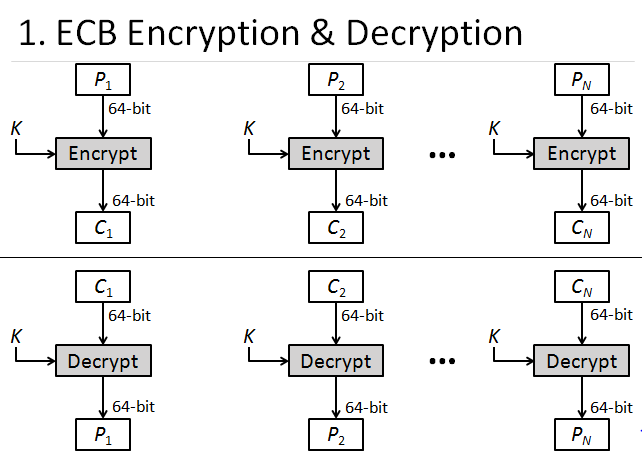 1. ECB Encryption & Decryption
P1 P2 PN
64-bit 64-bit 64-bit
K K K
Encrypt Encrypt ••• Encrypt
64-bit 64-bit 64-bit
C1 C2 CN
C1 C2 CN
64-bit 64-bit 64-bit
K K K
Decrypt Decrypt ••• Decrypt
64-bit 64-bit 64-bit
P1 P2 PN